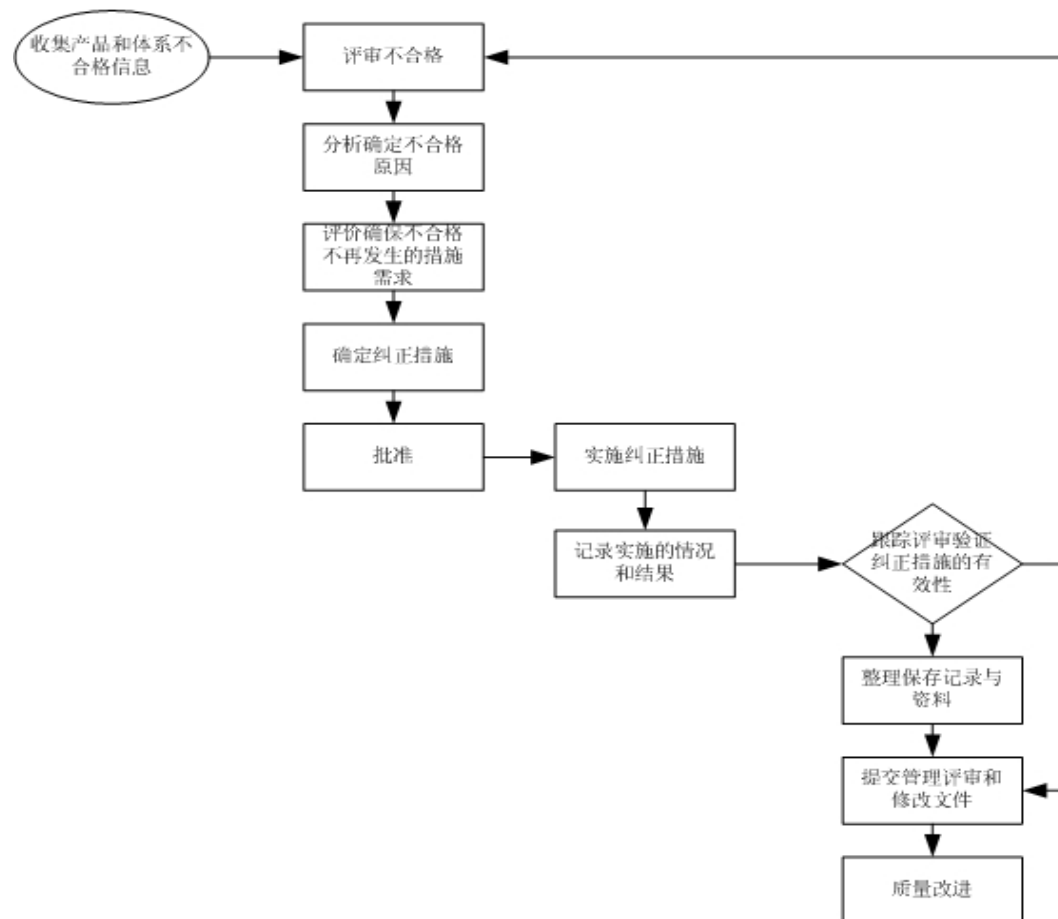 收集产品和体系不
合格信息
评审不合格
分析确定不合格
原因
评价确保不合格
不再发生的措施
需求
确定纠正措施
批准
实施纠正措施
记录实施的情况
和结果
跟踪评审验证
纠正措施的有
效性
整理保存记录与
资料
提交管理评审和
修改文件
质量改进